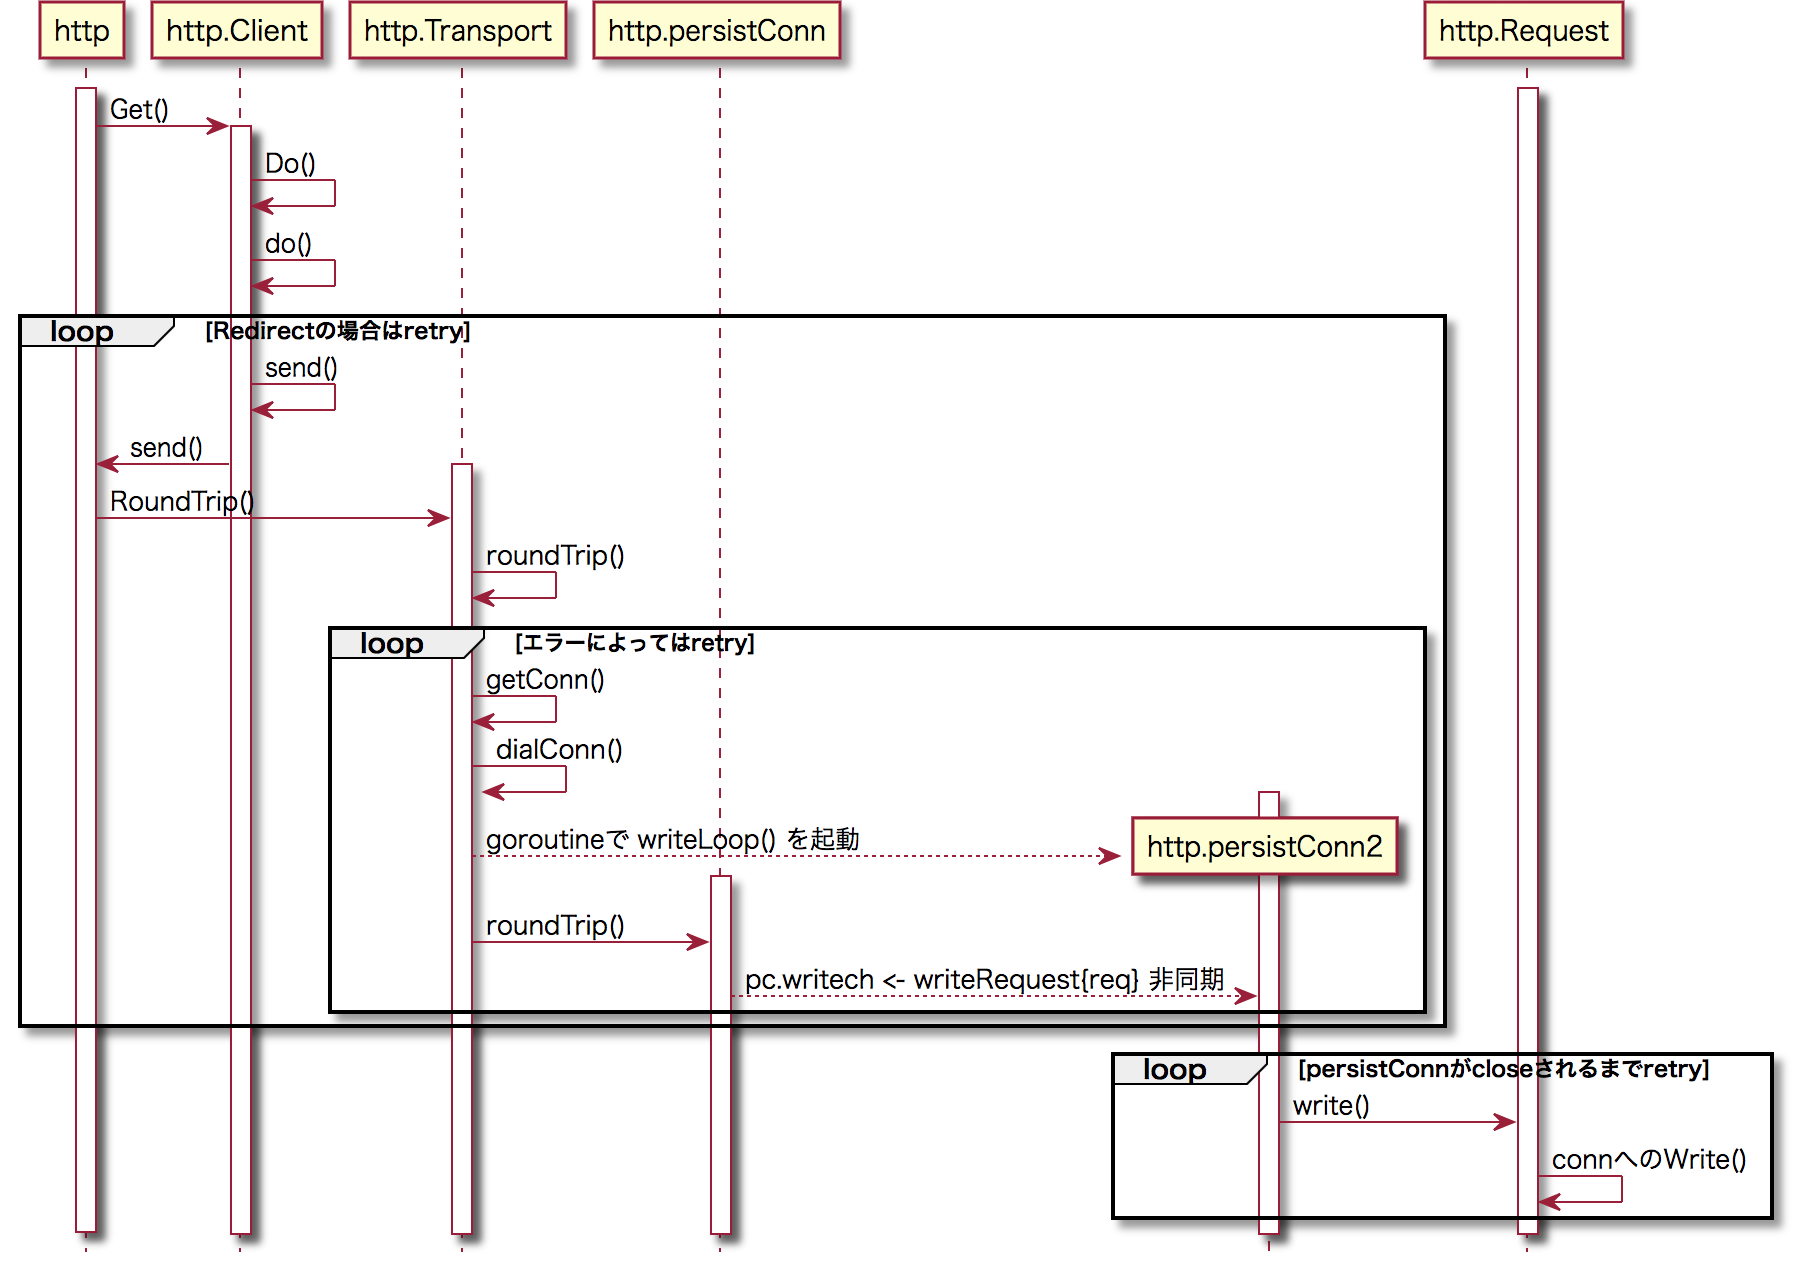 http
http.Client
http.Transport
http.persistConn
http.Request
Get()
Do()
do()
loop
[Redirectの場合はretry]
send()
send()
RoundTrip()
roundTrip()
loop
[エラーによってはretry]
getConn()
dialConn()
goroutineで writeLoop() を起動
http.persistConn2
roundTrip()
pc.writech <- writeRequest{req} 非同期
loop
[persistConnがcloseされるまでretry]
write()
connへのWrite()